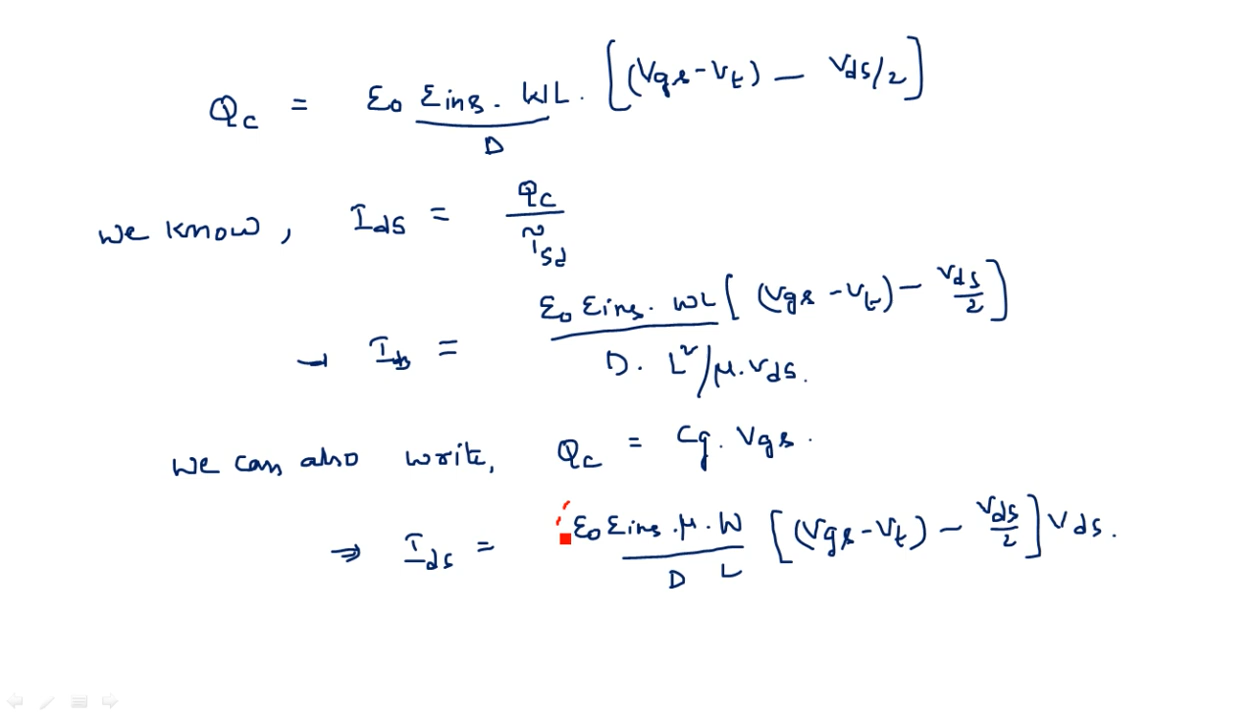 Qc = ε₀ εins. WL / D . [(Vgs - Vt) - Vds/2]
we know, Ids = Qc / τsd
→ Ids = ε₀ εins. WL [(Vgs - Vt) - Vds/2] / D. L²/μ.Vds.
we can also write, Qc = Cg. Vgs.
⇒ Ids = ε₀ εins .μ. W / D L [(Vgs - Vt) - Vds/2] Vds.